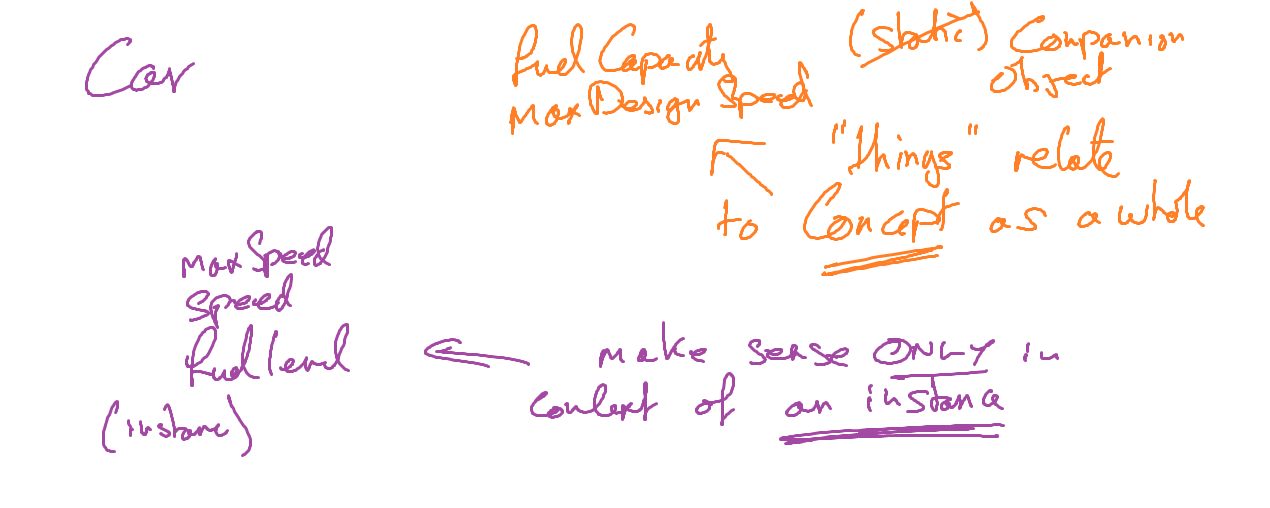 Car
Fuel Capacity
Max Design Speed
(static) Companion
Object
"things" relate
to Concept as a whole
max Speed
Speed
fuel level
(instance)
make sense ONLY in
context of an instance